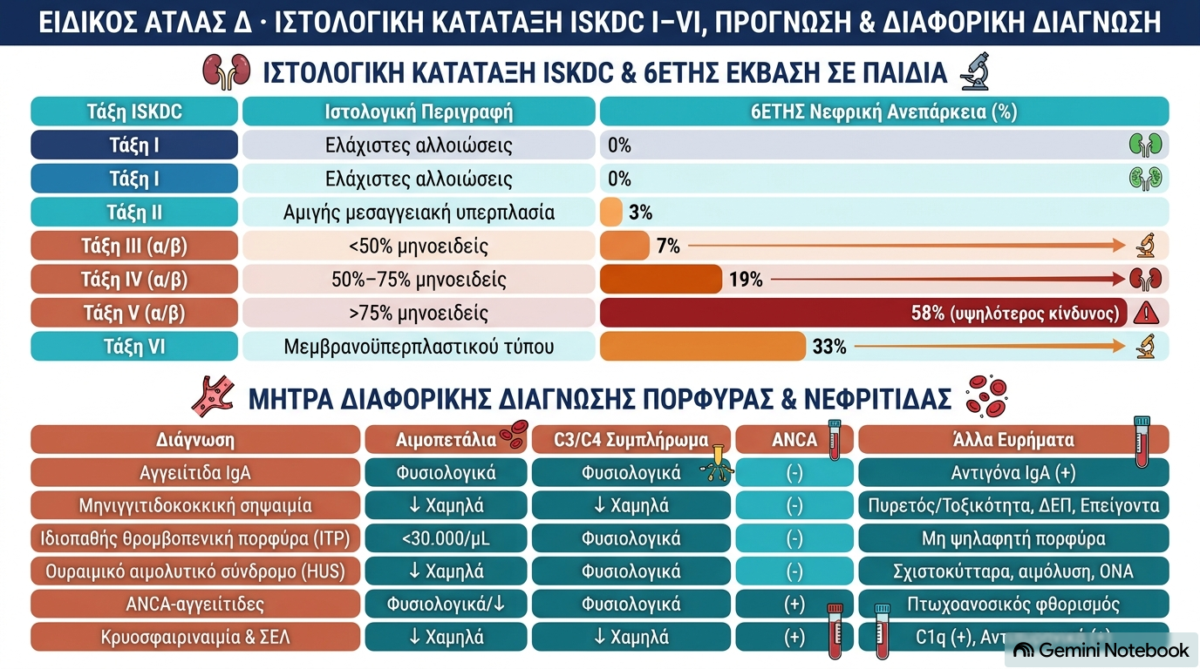 ΕΙΔΙΚΟΣ ΑΤΛΑΣ Δ · ΙΣΤΟΛΟΓΙΚΗ ΚΑΤΑΤΑΞΗ ISKDC I–VI, ΠΡΟΓΝΩΣΗ & ΔΙΑΦΟΡΙΚΗ ΔΙΑΓΝΩΣΗ
ΙΣΤΟΛΟΓΙΚΗ ΚΑΤΑΤΑΞΗ ISKDC & 6ΕΤΗΣ ΕΚΒΑΣΗ ΣΕ ΠΑΙΔΙΑ
Τάξη ISKDC Ιστολογική Περιγραφή 6ΕΤΗΣ Νεφρική Ανεπάρκεια (%)
Τάξη I Ελάχιστες αλλοιώσεις 0%
Τάξη I Ελάχιστες αλλοιώσεις 0%
Τάξη II Αμιγής μεσαγγειακή υπερπλασία 3%
Τάξη III (α/β) <50% μηνοειδείς 7%
Τάξη IV (α/β) 50%–75% μηνοειδείς 19%
Τάξη V (α/β) >75% μηνοειδείς 58% (υψηλότερος κίνδυνος)
Τάξη VI Μεμβρανοϋπερπλαστικού τύπου 33%
ΜΗΤΡΑ ΔΙΑΦΟΡΙΚΗΣ ΔΙΑΓΝΩΣΗΣ ΠΟΡΦΥΡΑΣ & ΝΕΦΡΙΤΙΔΑΣ
Διάγνωση Αιμοπετάλια C3/C4 Συμπλήρωμα ANCA Άλλα Ευρήματα
Αγγειίτιδα IgA Φυσιολογικά Φυσιολογικά (-) Αντιγόνα IgA (+)
Μηνιγγιτιδοκοκκική σηψαιμία ↓ Χαμηλά ↓ Χαμηλά (-) Πυρετός/Τοξικότητα, ΔΕΠ, Επείγοντα
Ιδιοπαθής θρομβοπενική πορφύρα (ITP) <30.000/μL Φυσιολογικά (-) Μη ψηλαφητή πορφύρα
Ουραιμικό αιμολυτικό σύνδρομο (HUS) ↓ Χαμηλά Φυσιολογικά (-) Σχιστοκύτταρα, αιμόλυση, ΟΝΑ
ANCA-αγγειίτιδες Φυσιολογικά/↓ Φυσιολογικά (+) Πτωχοανοσικός φθορισμός
Κρυοσφαιριναιμία & ΣΕΛ ↓ Χαμηλά ↓ Χαμηλά (+) C1q (+),
Gemini Notebook